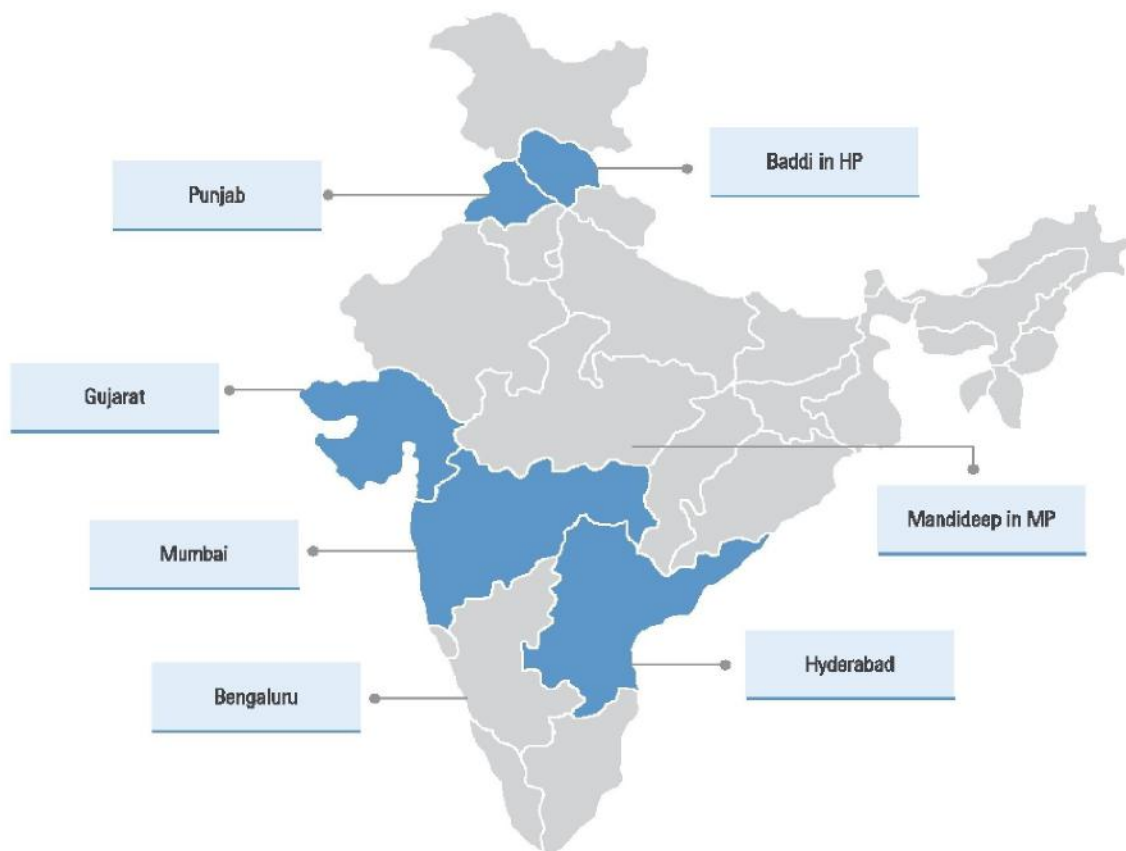 Baddi in HP
Punjab
Gujarat
Mandideep in MP
Mumbai
Hyderabad
Bengaluru